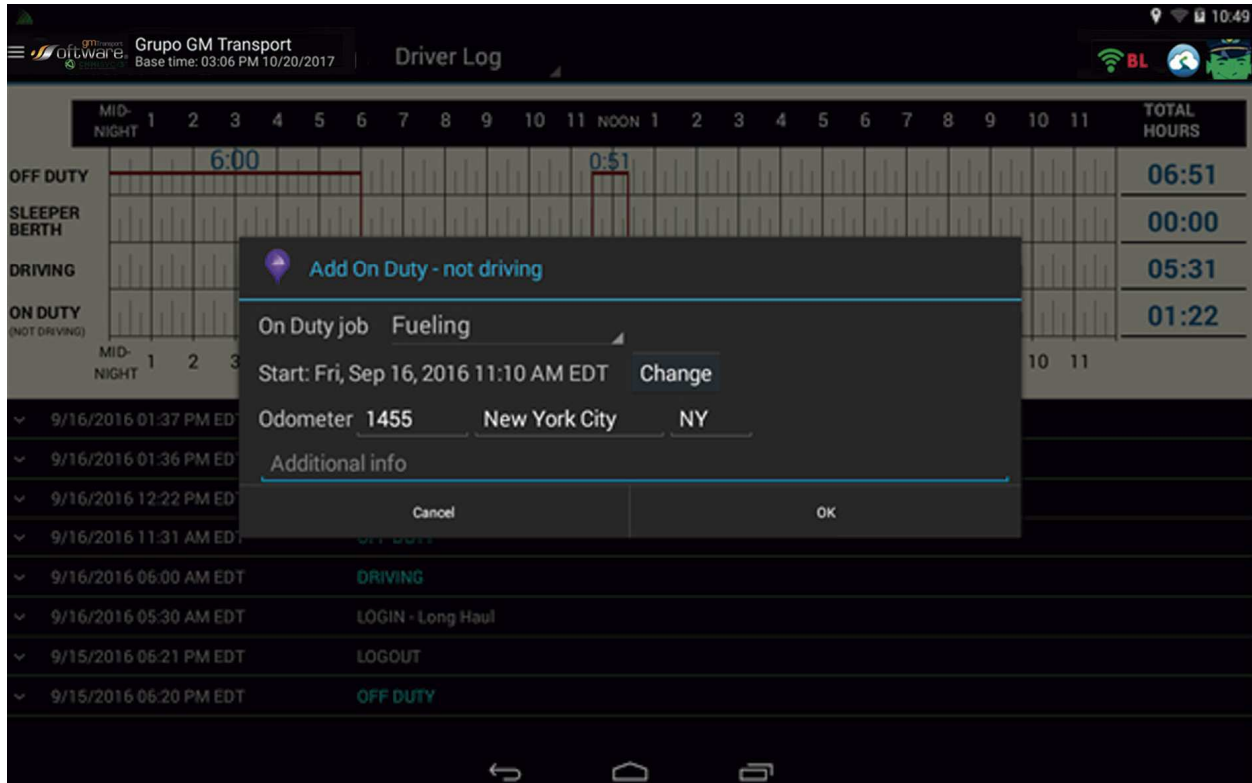 10:49
gmTransport
Software
Grupo GM Transport
Base time: 03:06 PM 10/20/2017
Driver Log
BL
MID-NIGHT 1 2 3 4 5 6 7 8 9 10 11 NOON 1 2 3 4 5 6 7 8 9 10 11 TOTAL HOURS
6:00 0:51
OFF DUTY 06:51
SLEEPER BERTH 00:00
DRIVING 05:31
ON DUTY (NOT DRIVING) 01:22
MID-NIGHT 1 2 3 10 11
Add On Duty - not driving
On Duty job Fueling
Start: Fri, Sep 16, 2016 11:10 AM EDT Change
Odometer 1455 New York City NY
Additional info
Cancel OK
9/16/2016 01:37 PM ED
9/16/2016 01:36 PM ED
9/16/2016 12:22 PM ED
9/16/2016 11:31 AM EDT OFF DUTY
9/16/2016 06:00 AM EDT DRIVING
9/16/2016 05:30 AM EDT LOGIN - Long Haul
9/15/2016 06:21 PM EDT LOGOUT
9/15/2016 06:20 PM EDT OFF DUTY